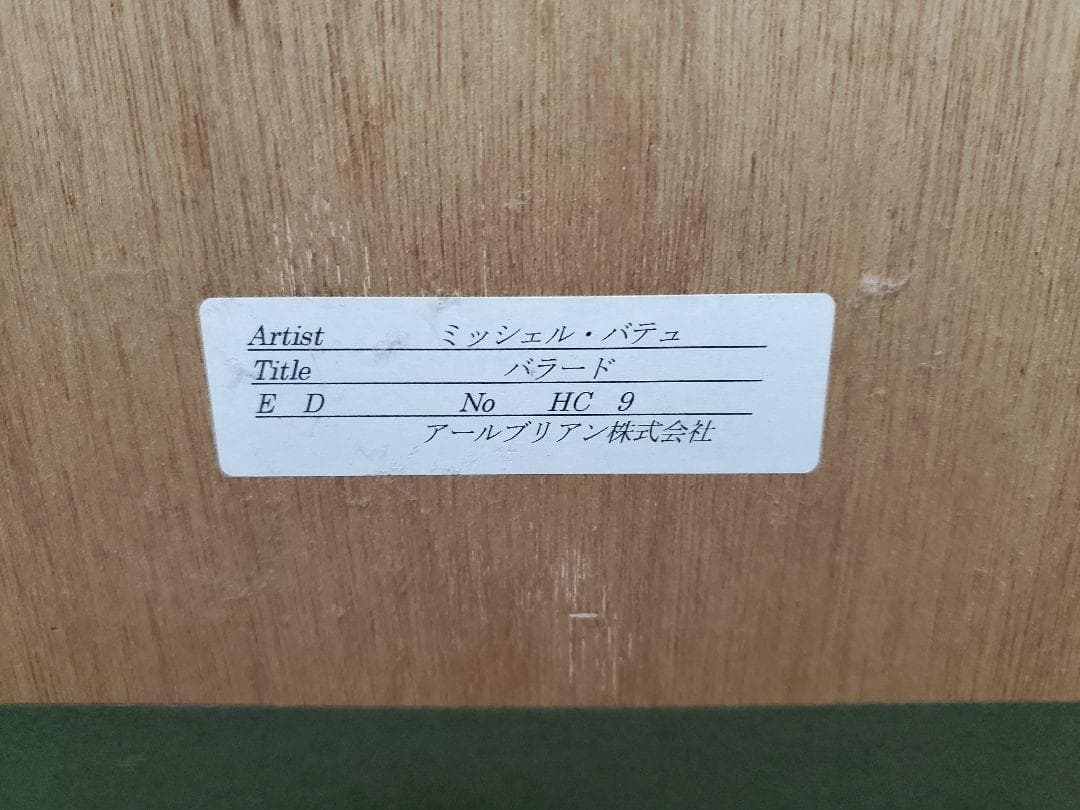 Artist ミッシェル・バテュ
Title バラード
E D No HC 9
アールブリアン株式会社